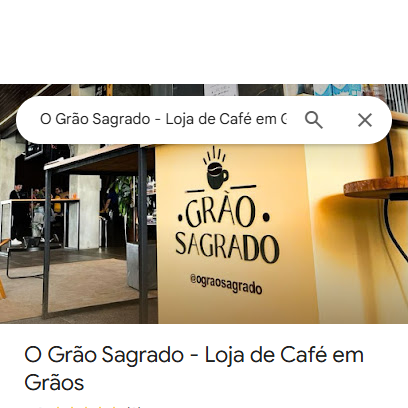 O Grão Sagrado - Loja de Café em
GRÃO
SAGRADO
@ograosagrado
O Grão Sagrado - Loja de Café em
Grãos